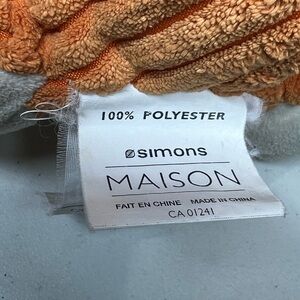 100% POLYESTER
simons
MAISON
FAIT EN CHINE MADE IN CHINA
CA 01241